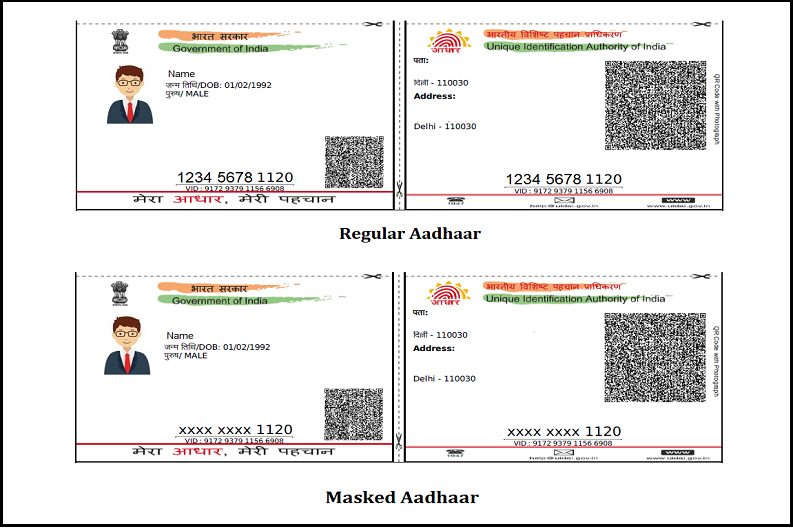 भारत सरकार
Government of India
Name
जन्म तिथि/DOB: 01/02/1992
पुरुष/ MALE
1234 5678 1120
VID : 9172 9379 1156 6908
मेरा आधार, मेरी पहचान
भारतीय विशिष्ट पहचान प्राधिकरण
Unique Identification Authority of India
आधार
पता:
दिल्ली - 110030
Address:
Delhi - 110030
QR Code with Photograph
1234 5678 1120
VID : 9172 9379 1156 6908
1947
help@uidai.gov.in
www
www.uidai.gov.in
Regular Aadhaar
भारत सरकार
Government of India
Name
जन्म तिथि/DOB: 01/02/1992
पुरुष/ MALE
xxxx xxxx 1120
VID : 9172 9379 1156 6908
मेरा आधार, मेरी पहचान
भारतीय विशिष्ट पहचान प्राधिकरण
Unique Identification Authority of India
आधार
पता:
दिल्ली - 110030
Address:
Delhi - 110030
QR Code with Photograph
xxxx xxxx 1120
VID : 9172 9379 1156 6908
1947
help@uidai.gov.in
www
www.uidai.gov.in
Masked Aadhaar